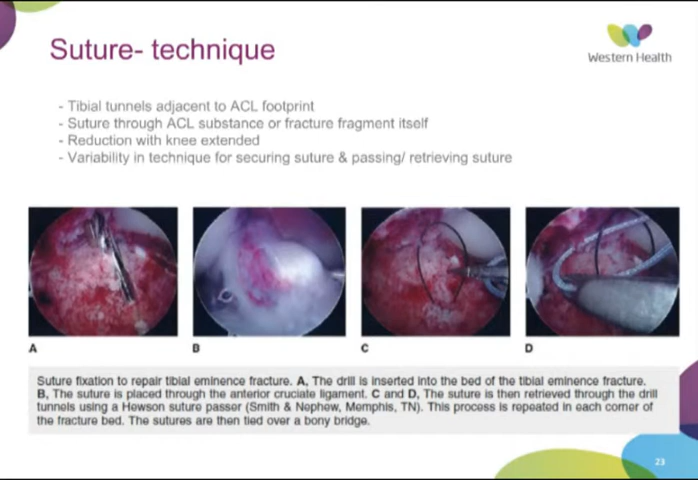 Suture- technique
Western Health
- Tibial tunnels adjacent to ACL footprint
- Suture through ACL substance or fracture fragment itself
- Reduction with knee extended
- Variability in technique for securing suture & passing/ retrieving suture
A B C D
Suture fixation to repair tibial eminence fracture. A, The drill is inserted into the bed of the tibial eminence fracture.
B, The suture is placed through the anterior cruciate ligament. C and D, The suture is then retrieved through the drill
tunnels using a Hewson suture passer (Smith & Nephew, Memphis, TN). This process is repeated in each corner of
the fracture bed. The sutures are then tied over a bony bridge.
23